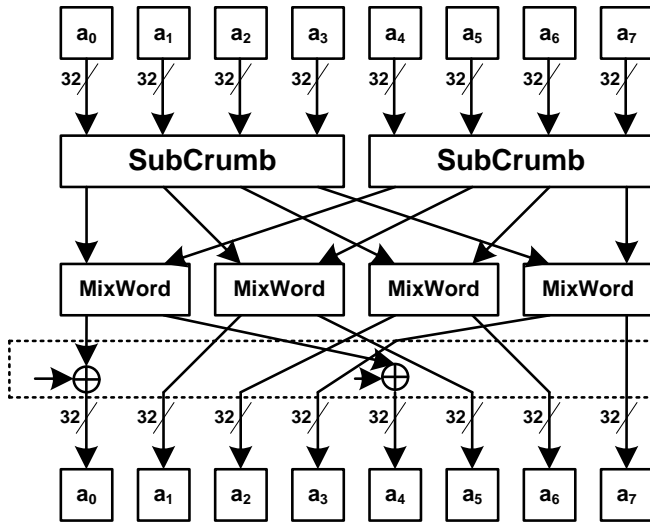 a₀ a₁ a₂ a₃ a₄ a₅ a₆ a₇
32 32 32 32 32 32 32 32
SubCrumb SubCrumb
MixWord MixWord MixWord MixWord
32 32 32 32 32 32 32 32
a₀ a₁ a₂ a₃ a₄ a₅ a₆ a₇